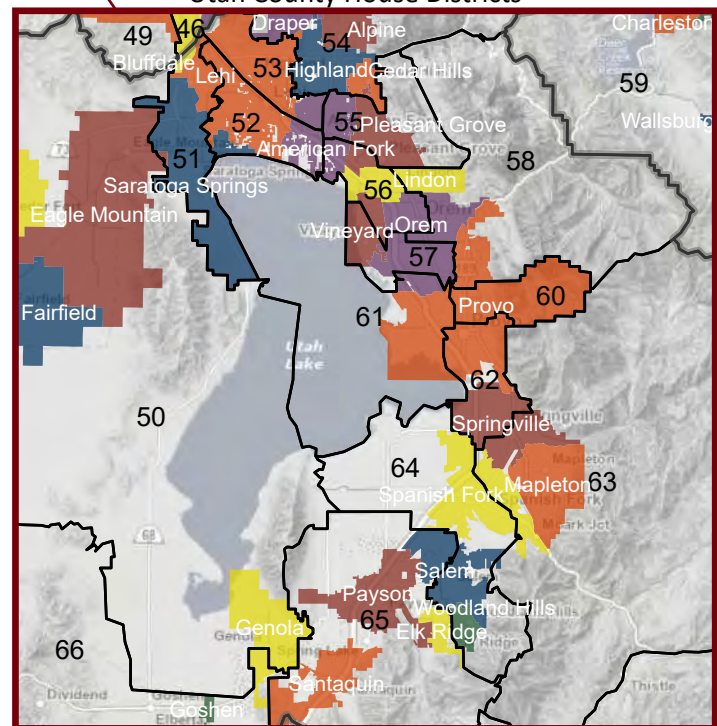 Utah County House Districts
49
46
Draper
54
Alpine
Charleston
Bluffdale
Lehi
53
Highland
Cedar Hills
59
52
55
Pleasant Grove
Wallsburg
American Fork
58
51
Saratoga Springs
56
Lindon
Eagle Mountain
Vineyard
Orem
57
Fairfield
61
Provo
60
Utah
Lake
62
50
Springville
64
Mapleton
63
Spanish Fork
68
Salem
Payson
Woodland Hills
65
Elk Ridge
Genola
66
Santaquin
Thistle
Dividend
Goshen